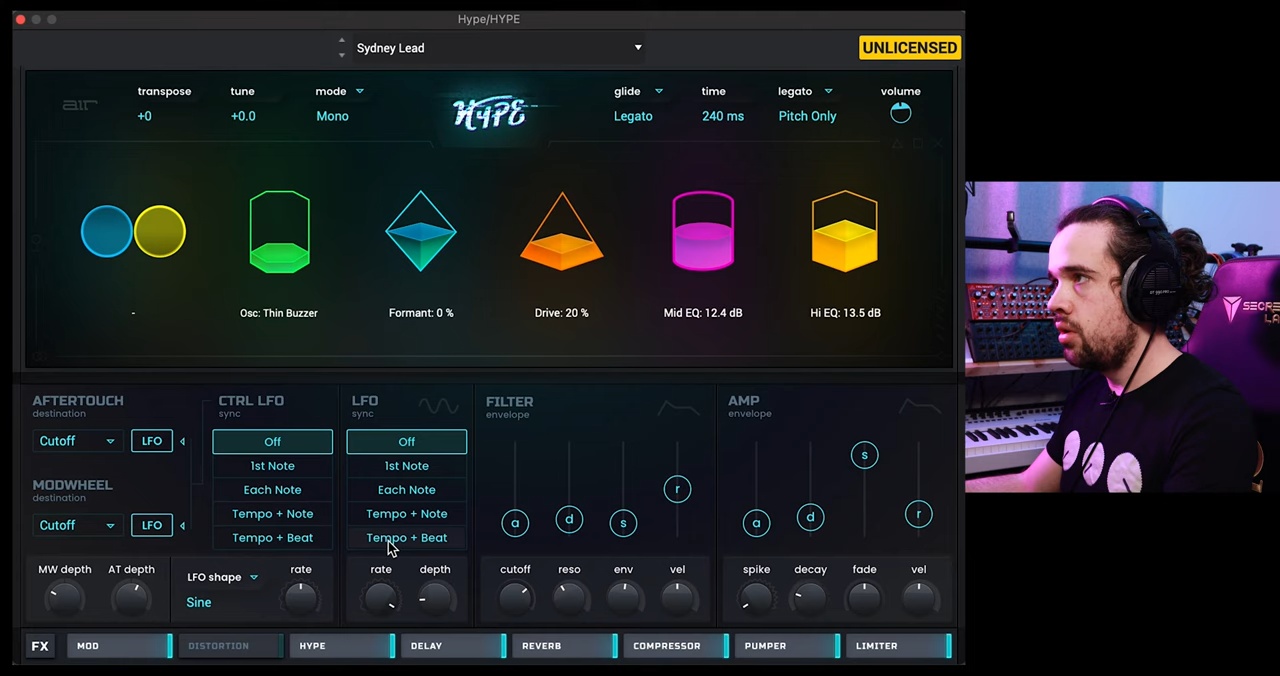 Hype/HYPE
Sydney Lead
UNLICENSED
air
transpose
tune
mode
HYPE
glide
time
legato
volume
+0
+0.0
Mono
Legato
240 ms
Pitch Only
-
Osc: Thin Buzzer
Formant: 0 %
Drive: 20 %
Mid EQ: 12.4 dB
Hi EQ: 13.5 dB
AFTERTOUCH
destination
Cutoff
LFO
MODWHEEL
destination
Cutoff
LFO
MW depth
AT depth
CTRL LFO
sync
Off
1st Note
Each Note
Tempo + Note
Tempo + Beat
LFO shape
Sine
rate
LFO
sync
Off
1st Note
Each Note
Tempo + Note
Tempo + Beat
rate
depth
FILTER
envelope
a
d
s
r
cutoff
reso
env
vel
AMP
envelope
a
d
s
r
spike
decay
fade
vel
FX
MOD
DISTORTION
HYPE
DELAY
REVERB
COMPRESSOR
PUMPER
LIMITER